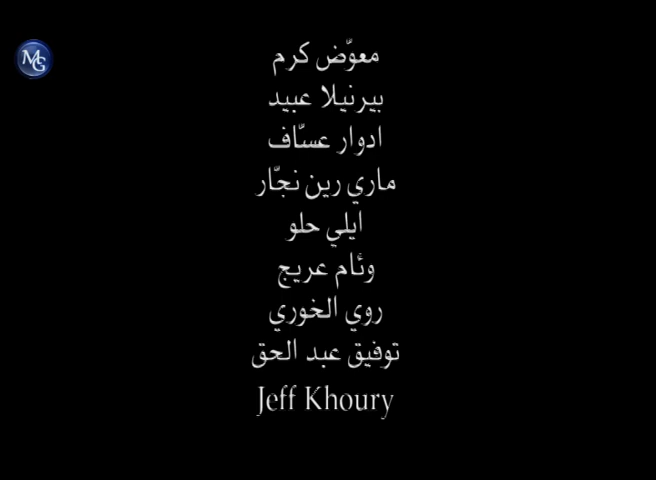 MG
معوّض كرم
بيرنيلا عبيد
ادوار عسّاف
ماري رين نجّار
ايلي حلو
وئام عريج
روي الخوري
توفيق عبد الحق
Jeff Khoury